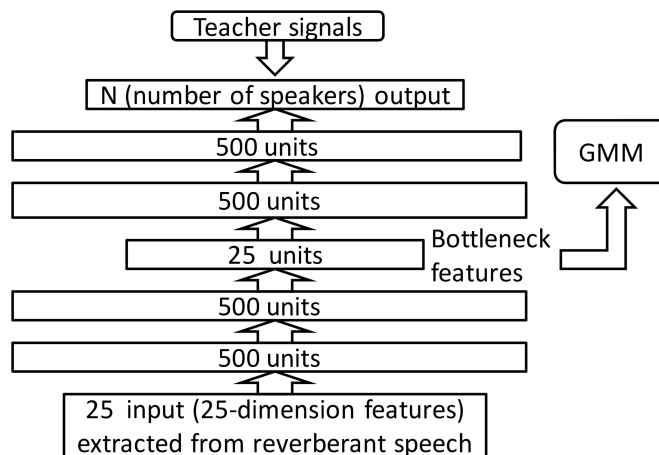 Teacher signals
N (number of speakers) output
500 units
GMM
500 units
25 units
Bottleneck
features
500 units
500 units
25 input (25-dimension features)
extracted from reverberant speech